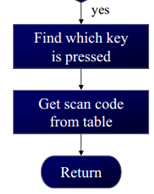 yes
Find which key
is pressed
Get scan code
from table
Return